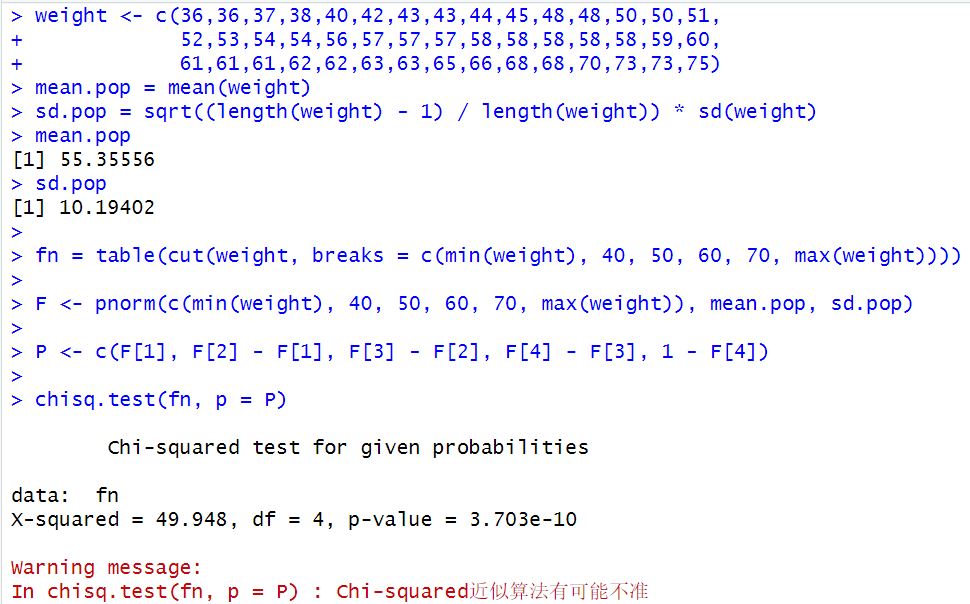 > weight <- c(36,36,37,38,40,42,43,43,44,45,48,48,50,50,51,
+             52,53,54,54,56,57,57,57,58,58,58,58,58,59,60,
+             61,61,61,62,62,63,63,65,66,68,68,70,73,73,75)
> mean.pop = mean(weight)
> sd.pop = sqrt((length(weight) - 1) / length(weight)) * sd(weight)
> mean.pop
[1] 55.35556
> sd.pop
[1] 10.19402
>
> fn = table(cut(weight, breaks = c(min(weight), 40, 50, 60, 70, max(weight))))
>
> F <- pnorm(c(min(weight), 40, 50, 60, 70, max(weight)), mean.pop, sd.pop)
>
> P <- c(F[1], F[2] - F[1], F[3] - F[2], F[4] - F[3], 1 - F[4])
>
> chisq.test(fn, p = P)
        Chi-squared test for given probabilities
data:  fn
X-squared = 49.948, df = 4, p-value = 3.703e-10
Warning message:
In chisq.test(fn, p = P) : Chi-squared近似算法有可能不准